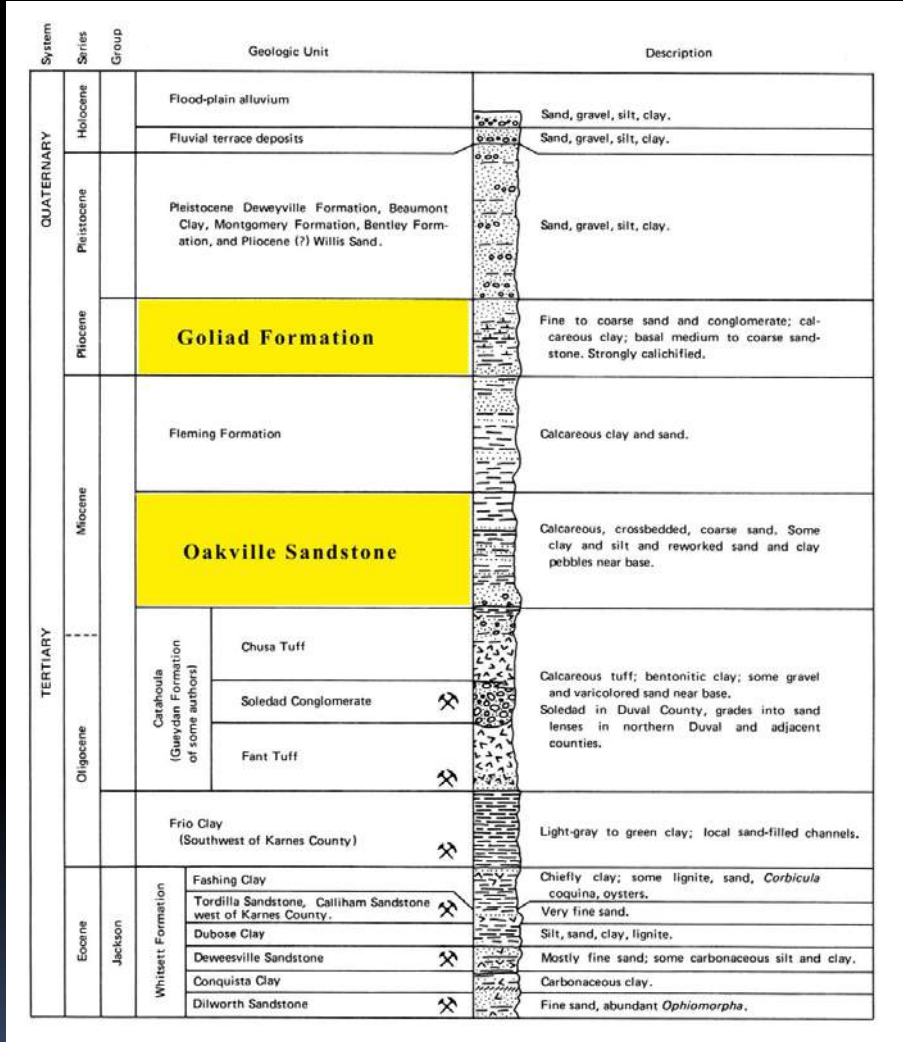 System
Series
Group
Geologic Unit
Description
QUATERNARY
Holocene
Flood-plain alluvium
Sand, gravel, silt, clay.
Fluvial terrace deposits
Sand, gravel, silt, clay.
Pleistocene
Pleistocene Deweyville Formation, Beaumont
Clay, Montgomery Formation, Bentley Form-
ation, and Pliocene (?) Willis Sand.
Sand, gravel, silt, clay.
TERTIARY
Pliocene
Goliad Formation
Fine to coarse sand and conglomerate; cal-
careous clay; basal medium to coarse sand-
stone. Strongly calichified.
Miocene
Fleming Formation
Calcareous clay and sand.
Oakville Sandstone
Calcareous, crossbedded, coarse sand. Some
clay and silt and reworked sand and clay
pebbles near base.
Oligocene
Catahoula
(Gueydan Formation
of some authors)
Chusa Tuff
Soledad Conglomerate
Fant Tuff
Calcareous tuff; bentonitic clay; some gravel
and varicolored sand near base.
Soledad in Duval County, grades into sand
lenses in northern Duval and adjacent
counties.
Frio Clay
(Southwest of Karnes County)
Light-gray to green clay; local sand-filled channels.
Eocene
Jackson
Whitsett Formation
Fashing Clay
Chiefly clay; some lignite, sand, Corbicula
coquina, oysters.
Tordilla Sandstone, Calliham Sandstone
west of Karnes County.
Very fine sand.
Dubose Clay
Silt, sand, clay, lignite.
Deweesville Sandstone
Mostly fine sand; some carbonaceous silt and clay.
Conquista Clay
Carbonaceous clay.
Dilworth Sandstone
Fine sand, abundant Ophiomorpha.